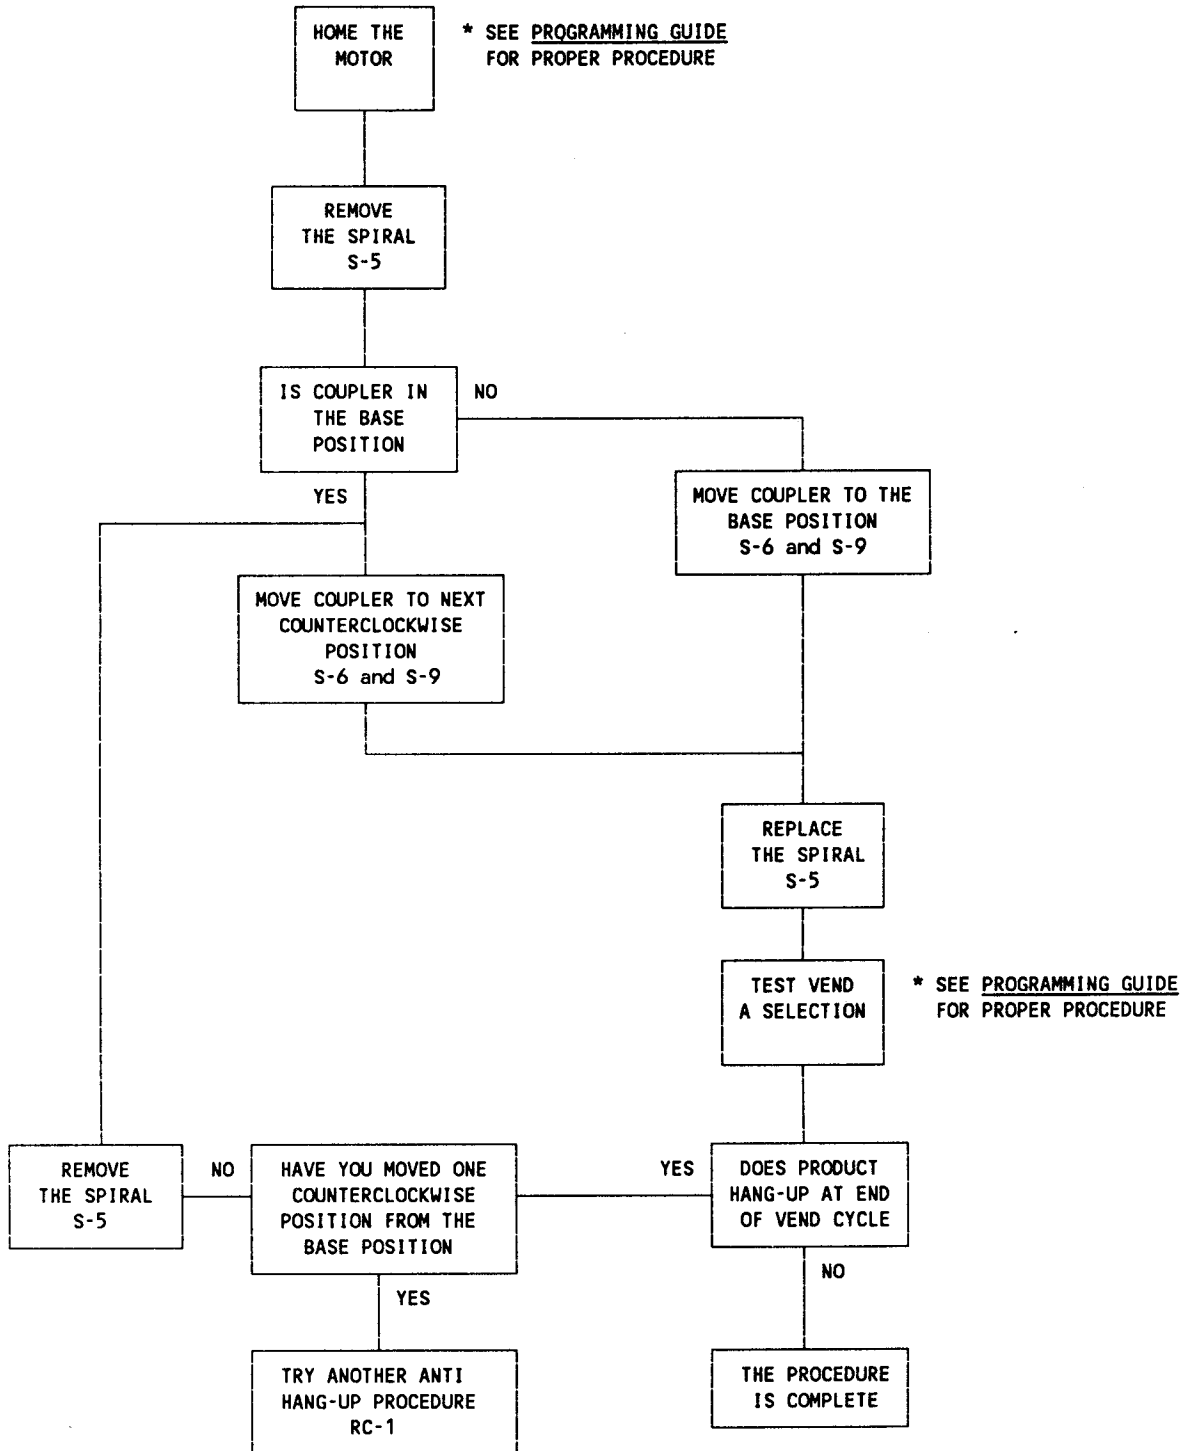 HOME THE
MOTOR
* SEE PROGRAMMING GUIDE
FOR PROPER PROCEDURE
REMOVE
THE SPIRAL
S-5
IS COUPLER IN
THE BASE
POSITION
NO
YES
MOVE COUPLER TO THE
BASE POSITION
S-6 and S-9
MOVE COUPLER TO NEXT
COUNTERCLOCKWISE
POSITION
S-6 and S-9
REPLACE
THE SPIRAL
S-5
TEST VEND
A SELECTION
* SEE PROGRAMMING GUIDE
FOR PROPER PROCEDURE
REMOVE
THE SPIRAL
S-5
NO
HAVE YOU MOVED ONE
COUNTERCLOCKWISE
POSITION FROM THE
BASE POSITION
YES
DOES PRODUCT
HANG-UP AT END
OF VEND CYCLE
YES
NO
TRY ANOTHER ANTI
HANG-UP PROCEDURE
RC-1
THE PROCEDURE
IS COMPLETE